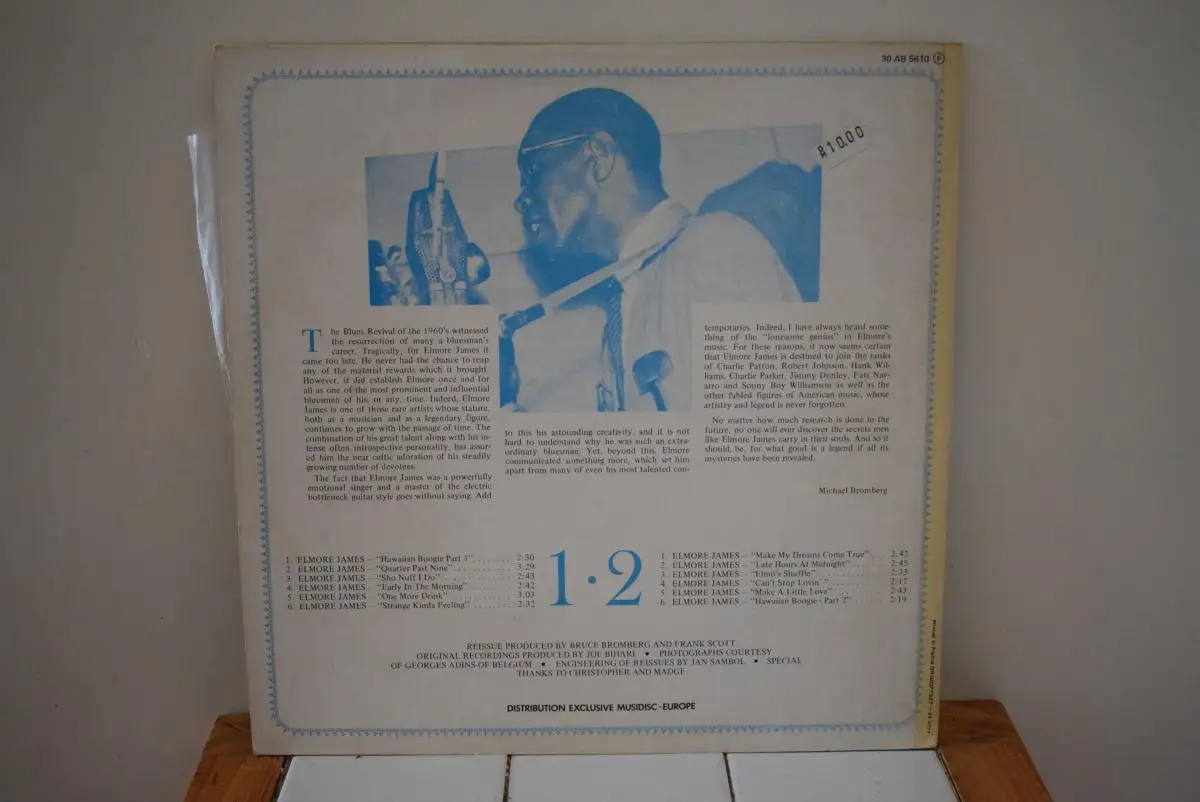 30 AB 5610 F
R10.00
The Blues Revival of the 1960's witnessed
the resurrection of many a bluesman's
career. Tragically, for Elmore James it
came too late. He never had the chance to reap
any of the material rewards which it brought.
However, it did establish Elmore once and for
all as one of the most prominent and influential
bluesmen of his, or any, time. Indeed, Elmore
James is one of those rare artists whose stature,
both as a musician and as a legendary figure,
continues to grow with the passage of time. The
combination of his great talent along with his in-
tense often introspective personality, has assur-
ed him the near cultic adoration of his steadily
growing number of devotees.
The fact that Elmore James was a powerfully
emotional singer and a master of the electric
bottleneck guitar style goes without saying. Add
to this his astounding creativity, and it is not
hard to understand why he was such an extra-
ordinary bluesman. Yet, beyond this, Elmore
communicated something more, which set him
apart from many of even his most talented con-
temporaries. Indeed, I have always heard some-
thing of the "lonesome genius" in Elmore's
music. For these reasons, it now seems certain
that Elmore James is destined to join the ranks
of Charlie Patton, Robert Johnson, Hank Wil-
liams, Charlie Parker, Jimmy Donley, Fats Nav-
arro and Sonny Boy Williamson as well as the
other fabled figures of American music, whose
artistry and legend is never forgotten.
No matter how much research is done in the
future, no one will ever discover the secrets men
like Elmore James carry in their souls. And so it
should, be, for what good is a legend if all its
mysteries have been revealed.
Michael Bromberg
1. ELMORE JAMES – "Hawaiian Boogie Part 1" ........ 2:30
2. ELMORE JAMES – "Quarter Past Nine" ........ 3:29
3. ELMORE JAMES – "Sho Nuff I Do" ........ 2:43
4. ELMORE JAMES – "Early In The Morning" ........ 2:42
5. ELMORE JAMES – "One More Drink" ........ 3:03
6. ELMORE JAMES – "Strange Kinda Feeling" ........ 2:32
1·2
1. ELMORE JAMES – "Make My Dreams Come True" ... 2:42
2. ELMORE JAMES – "Late Hours At Midnight" ...... 2:45
3. ELMORE JAMES – "Elmo's Shuffle" ........ 2:33
4. ELMORE JAMES – "Can't Stop Lovin'" ........ 2:17
5. ELMORE JAMES – "Make A Little Love" ........ 2:43
6. ELMORE JAMES – "Hawaiian Boogie - Part 2" ...... 2:19
REISSUE PRODUCED BY BRUCE BROMBERG AND FRANK SCOTT
ORIGINAL RECORDINGS PRODUCED BY JOE BIHARI • PHOTOGRAPHS COURTESY
OF GEORGES ADINS OF BELGIUM • ENGINEERING OF REISSUES BY JAN SAMBOL • SPECIAL
THANKS TO CHRISTOPHER AND MADGE
DISTRIBUTION EXCLUSIVE MUSIDISC - EUROPE